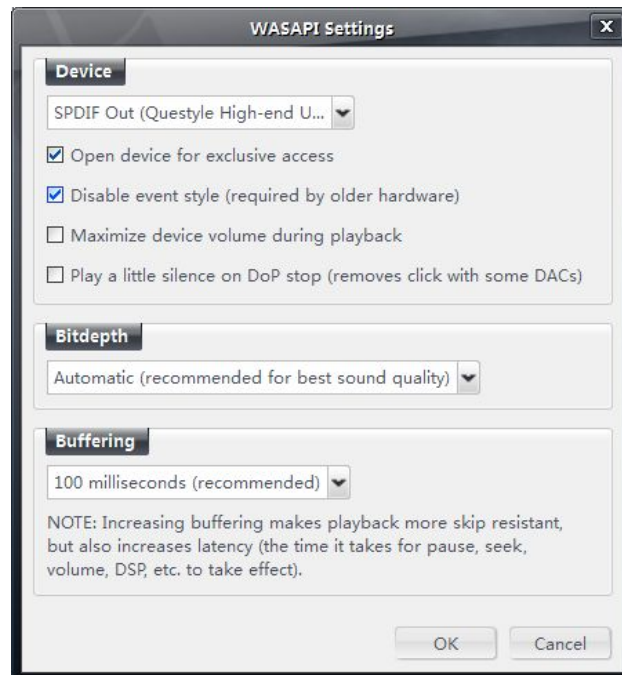 WASAPI Settings
X
Device
SPDIF Out (Questyle High-end U...
Open device for exclusive access
Disable event style (required by older hardware)
Maximize device volume during playback
Play a little silence on DoP stop (removes click with some DACs)
Bitdepth
Automatic (recommended for best sound quality)
Buffering
100 milliseconds (recommended)
NOTE: Increasing buffering makes playback more skip resistant,
but also increases latency (the time it takes for pause, seek,
volume, DSP, etc. to take effect).
OK Cancel